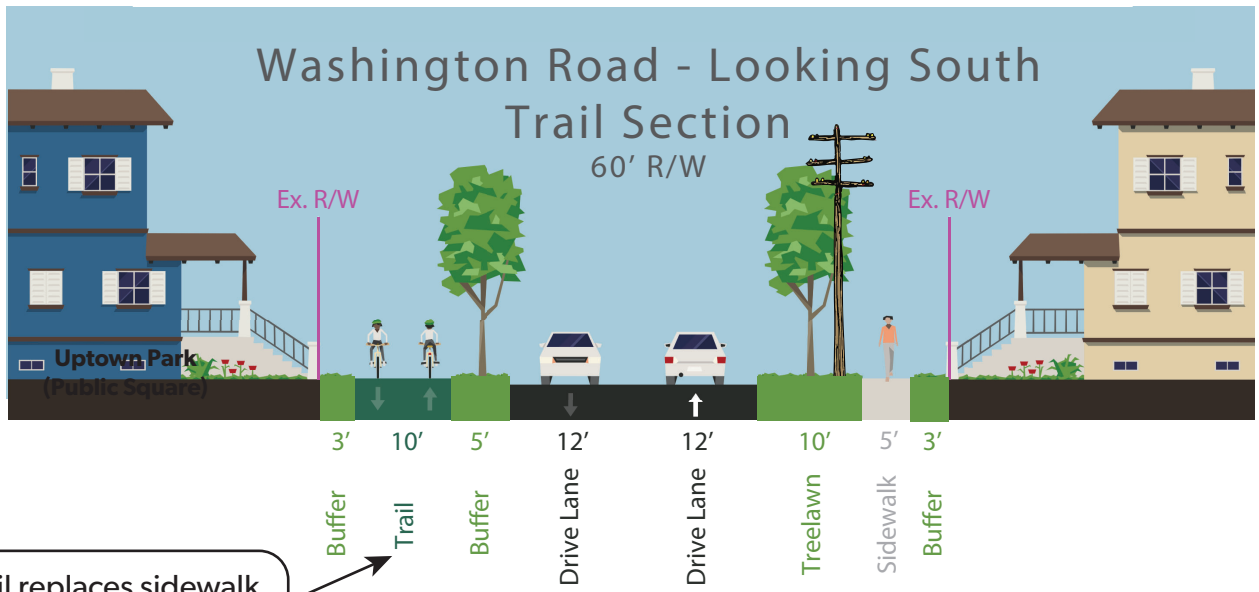 Washington Road - Looking South
Trail Section
60’ R/W
Ex. R/W
Ex. R/W
Uptown Park
(Public Square)
3’ 10’ 5’ 12’ 12’ 10’ 5’ 3’
Buffer
Trail
Buffer
Drive Lane
Drive Lane
Treelawn
Sidewalk
Buffer
replaces sidewalk